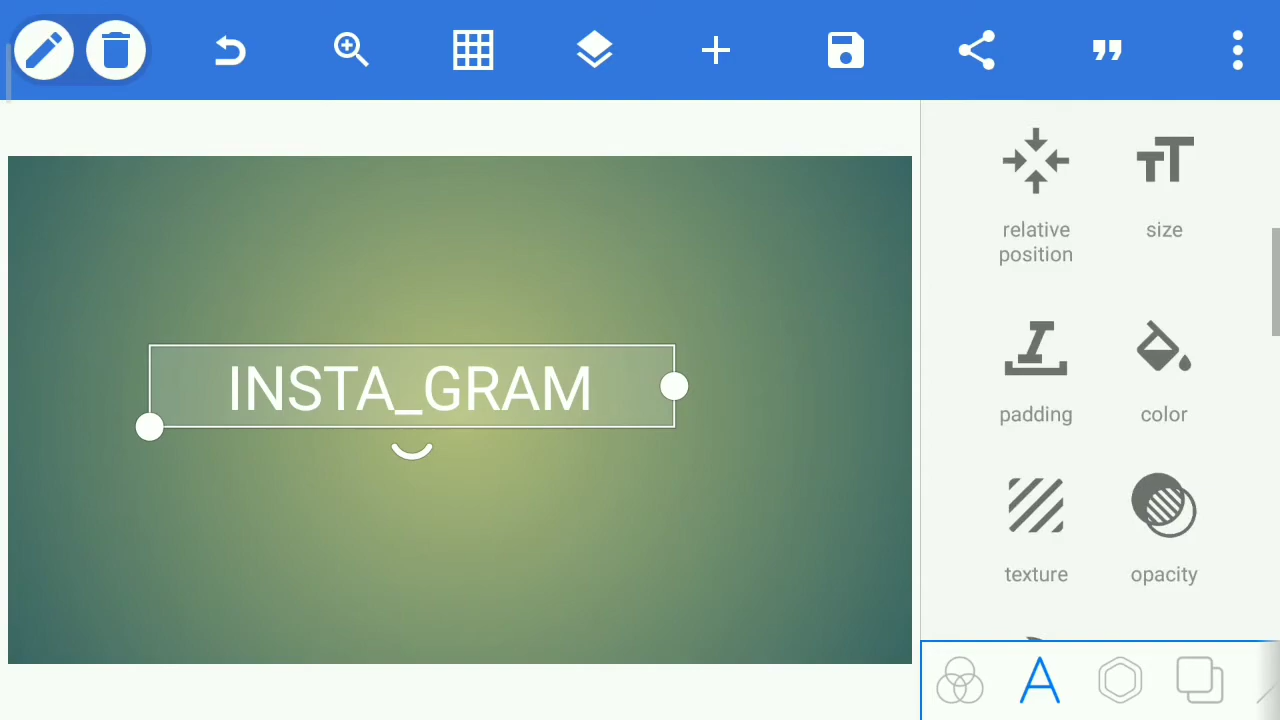 INSTA_GRAM
relative
position
size
padding
color
texture
opacity